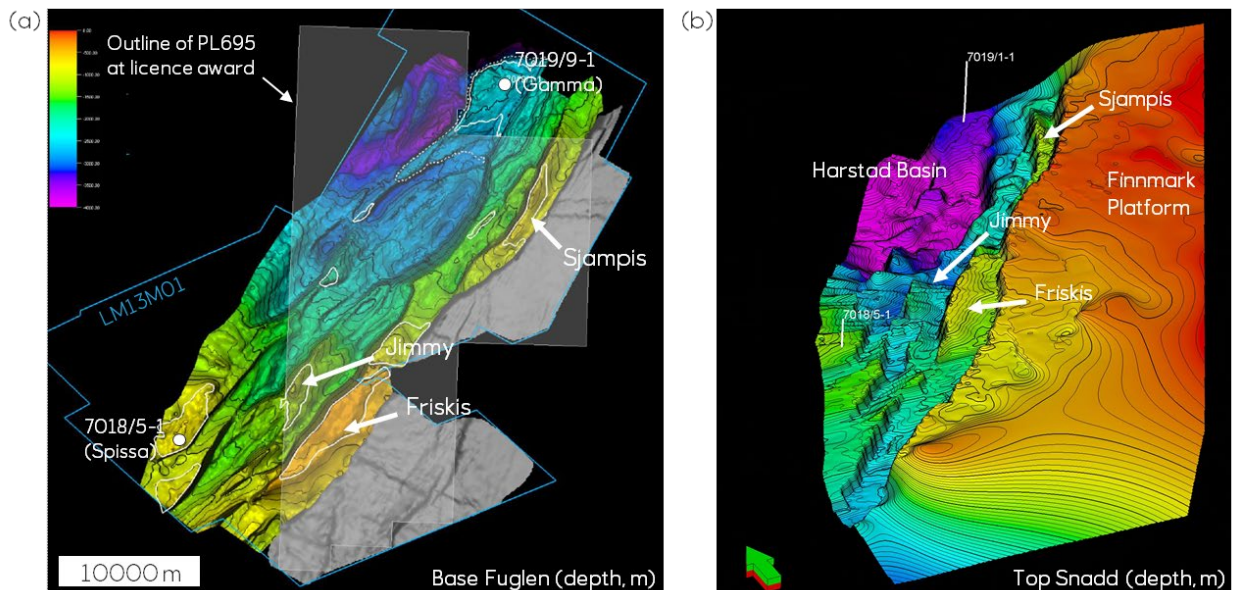 (a)
Outline of PL695
at licence award
7019/9-1
(Gamma)
Sjampis
LM13M01
Jimmy
Friskis
7018/5-1
(Spissa)
10000 m
Base Fuglen (depth, m)
(b)
7019/1-1
Sjampis
Harstad Basin
Finnmark
Platform
Jimmy
Friskis
7018/5-1
Top Snadd (depth, m)